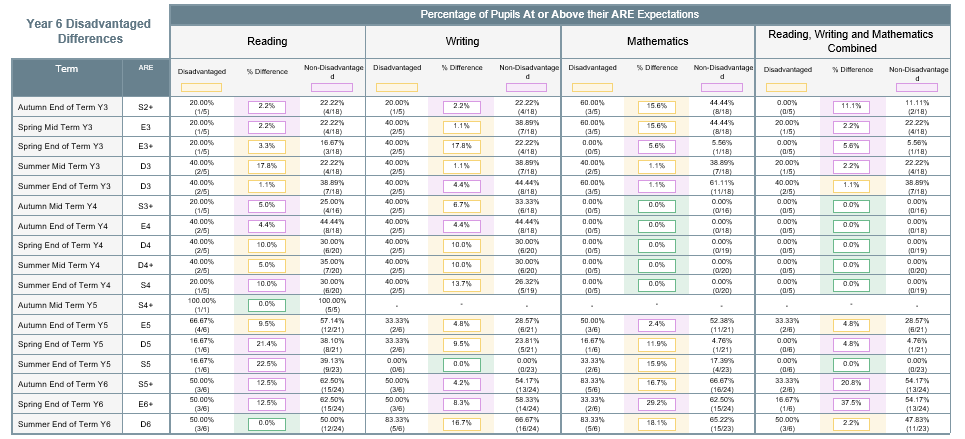 Year 6 Disadvantaged
Differences
Percentage of Pupils At or Above their ARE Expectations
Reading Writing Mathematics Reading, Writing and Mathematics
Combined
Term ARE Disadvantaged % Difference Non-Disadvantage
d Disadvantaged % Difference Non-Disadvantage
d Disadvantaged % Difference Non-Disadvantage
d Disadvantaged % Difference Non-Disadvantage
d
Autumn End of Term Y3 S2+ 20.00% (1/5) 2.2% 22.22% (4/18) 20.00% (1/5) 2.2% 22.22% (4/18) 60.00% (3/5) 15.6% 44.44% (8/18) 0.00% (0/5) 11.1% 11.11% (2/18)
Spring Mid Term Y3 E3 20.00% (1/5) 2.2% 22.22% (4/18) 40.00% (2/5) 1.1% 38.89% (7/18) 60.00% (3/5) 15.6% 44.44% (8/18) 20.00% (1/5) 2.2% 22.22% (4/18)
Spring End of Term Y3 E3+ 20.00% (1/5) 3.3% 16.67% (3/18) 40.00% (2/5) 17.8% 22.22% (4/18) 0.00% (0/5) 5.6% 5.56% (1/18) 0.00% (0/5) 5.6% 5.56% (1/18)
Summer Mid Term Y3 D3 40.00% (2/5) 17.8% 22.22% (4/18) 40.00% (2/5) 1.1% 38.89% (7/18) 40.00% (2/5) 1.1% 38.89% (7/18) 20.00% (1/5) 2.2% 22.22% (4/18)
Summer End of Term Y3 D3 40.00% (2/5) 1.1% 38.89% (7/18) 40.00% (2/5) 4.4% 44.44% (8/18) 60.00% (3/5) 1.1% 61.11% (11/18) 40.00% (2/5) 1.1% 38.89% (7/18)
Autumn Mid Term Y4 S3+ 20.00% (1/5) 5.0% 25.00% (4/16) 40.00% (2/5) 6.7% 33.33% (6/18) 0.00% (0/5) 0.0% 0.00% (0/16) 0.00% (0/5) 0.0% 0.00% (0/16)
Autumn End of Term Y4 E4 40.00% (2/5) 4.4% 44.44% (8/18) 40.00% (2/5) 4.4% 44.44% (8/18) 0.00% (0/5) 0.0% 0.00% (0/18) 0.00% (0/5) 0.0% 0.00% (0/18)
Spring End of Term Y4 D4 40.00% (2/5) 10.0% 30.00% (6/20) 40.00% (2/5) 10.0% 30.00% (6/20) 0.00% (0/5) 0.0% 0.00% (0/19) 0.00% (0/5) 0.0% 0.00% (0/19)
Summer Mid Term Y4 D4+ 40.00% (2/5) 5.0% 35.00% (7/20) 40.00% (2/5) 10.0% 30.00% (6/20) 0.00% (0/5) 0.0% 0.00% (0/20) 0.00% (0/5) 0.0% 0.00% (0/20)
Summer End of Term Y4 S4 20.00% (1/5) 10.0% 30.00% (6/20) 40.00% (2/5) 13.7% 26.32% (5/19) 0.00% (0/5) 0.0% 0.00% (0/20) 0.00% (0/5) 0.0% 0.00% (0/19)
Autumn Mid Term Y5 S4+ 100.00% (1/1) 0.0% 100.00% (5/5) - - - - - - - - -
Autumn End of Term Y5 E5 66.67% (4/6) 9.5% 57.14% (12/21) 33.33% (2/6) 4.8% 28.57% (6/21) 50.00% (3/6) 2.4% 52.38% (11/21) 33.33% (2/6) 4.8% 28.57% (6/21)
Spring End of Term Y5 D5 16.67% (1/6) 21.4% 38.10% (8/21) 33.33% (2/6) 9.5% 23.81% (5/21) 16.67% (1/6) 11.9% 4.76% (1/21) 0.00% (0/6) 4.8% 4.76% (1/21)
Summer End of Term Y5 S5 16.67% (1/6) 22.5% 39.13% (9/23) 0.00% (0/6) 0.0% 0.00% (0/23) 33.33% (2/6) 15.9% 17.39% (4/23) 0.00% (0/6) 0.0% 0.00% (0/23)
Autumn End of Term Y6 S5+ 50.00% (3/6) 12.5% 62.50% (15/24) 50.00% (3/6) 4.2% 54.17% (13/24) 83.33% (5/6) 16.7% 66.67% (16/24) 33.33% (2/6) 20.8% 54.17% (13/24)
Spring End of Term Y6 E6+ 50.00% (3/6) 12.5% 62.50% (15/24) 50.00% (3/6) 8.3% 58.33% (14/24) 33.33% (2/6) 29.2% 62.50% (15/24) 16.67% (1/6) 37.5% 54.17% (13/24)
Summer End of Term Y6 D6 50.00% (3/6) 0.0% 50.00% (12/24) 83.33% (5/6) 16.7% 66.67% (16/24) 83.33% (5/6) 18.1% 65.22% (15/23) 50.00% (3/6) 2.2% 47.83% (11/23)